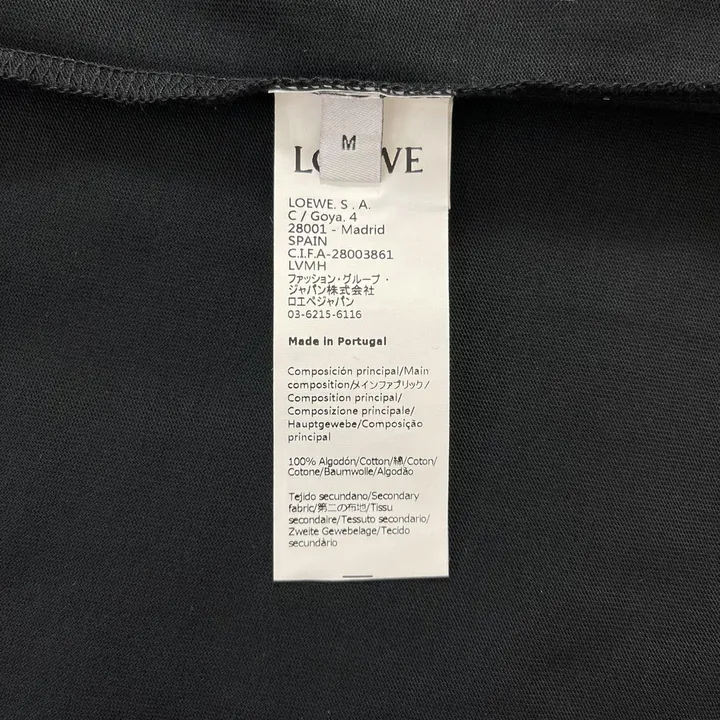 M
LOEWE. S . A.
C / Goya. 4
28001 - Madrid
SPAIN
C.I.F.A-28003861
LVMH
ファッション・グループ・
ジャパン株式会社
ロエベジャパン
03-6215-6116
Made in Portugal
Composición principal/Main
composition/メインファブリック/
Composition principal/
Composizione principale/
Hauptgewebe/Composição
principal
100% Algodón/Cotton/綿/Coton/
Cotone/Baumwolle/Algodão
Tejido secundano/Secondary
fabric/第二の布地/Tissu
secondaire/Tessuto secondario/
Zweite Gewebelage/Tecido
secundário